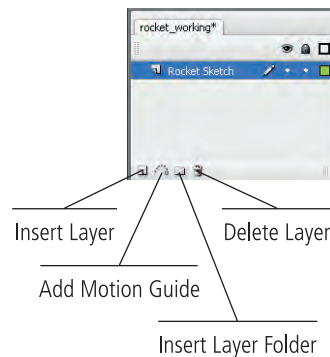 rocket_working*
Rocket Sketch
Insert Layer
Delete Layer
Add Motion Guide
Insert Layer Folder